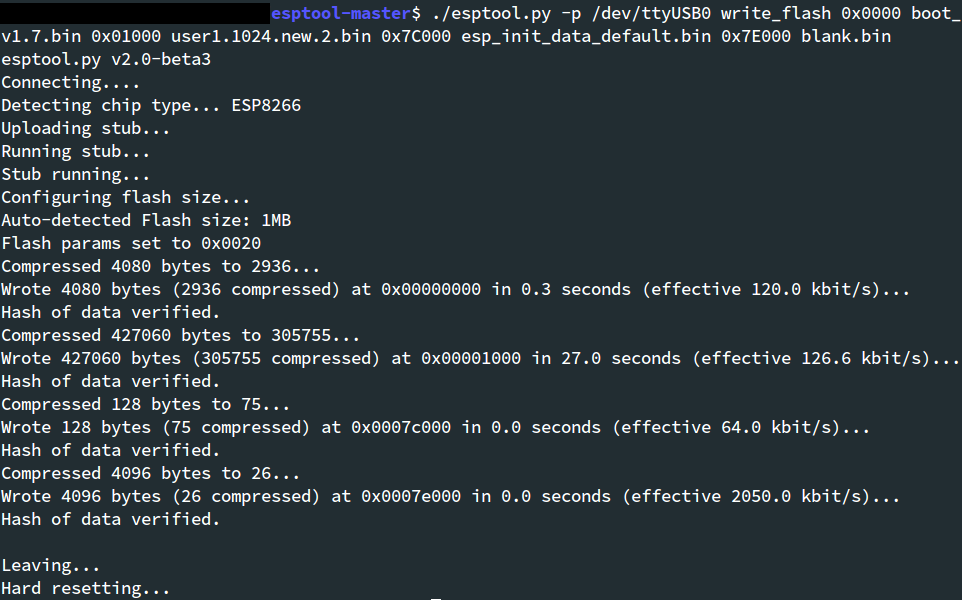 esptool-master$ ./esptool.py -p /dev/ttyUSB0 write_flash 0x0000 boot_
v1.7.bin 0x01000 user1.1024.new.2.bin 0x7C000 esp_init_data_default.bin 0x7E000 blank.bin
esptool.py v2.0-beta3
Connecting....
Detecting chip type... ESP8266
Uploading stub...
Running stub...
Stub running...
Configuring flash size...
Auto-detected Flash size: 1MB
Flash params set to 0x0020
Compressed 4080 bytes to 2936...
Wrote 4080 bytes (2936 compressed) at 0x00000000 in 0.3 seconds (effective 120.0 kbit/s)...
Hash of data verified.
Compressed 427060 bytes to 305755...
Wrote 427060 bytes (305755 compressed) at 0x00001000 in 27.0 seconds (effective 126.6 kbit/s)...
Hash of data verified.
Compressed 128 bytes to 75...
Wrote 128 bytes (75 compressed) at 0x0007c000 in 0.0 seconds (effective 64.0 kbit/s)...
Hash of data verified.
Compressed 4096 bytes to 26...
Wrote 4096 bytes (26 compressed) at 0x0007e000 in 0.0 seconds (effective 2050.0 kbit/s)...
Hash of data verified.
Leaving...
Hard resetting...